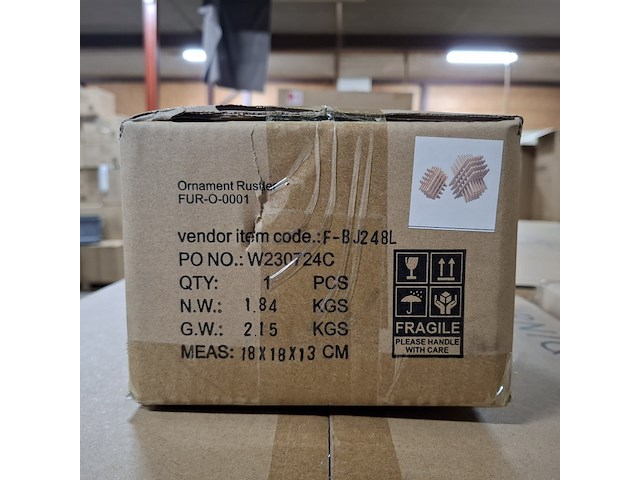 Ornament Rustler
FUR-O-0001
vendor item code.:F-BJ248L
PO NO.: W230724C
QTY: 1 PCS
N.W.: 1.84 KGS
G.W.: 2.15 KGS
MEAS: 18X18X13 CM
FRAGILE
PLEASE HANDLE
WITH CARE